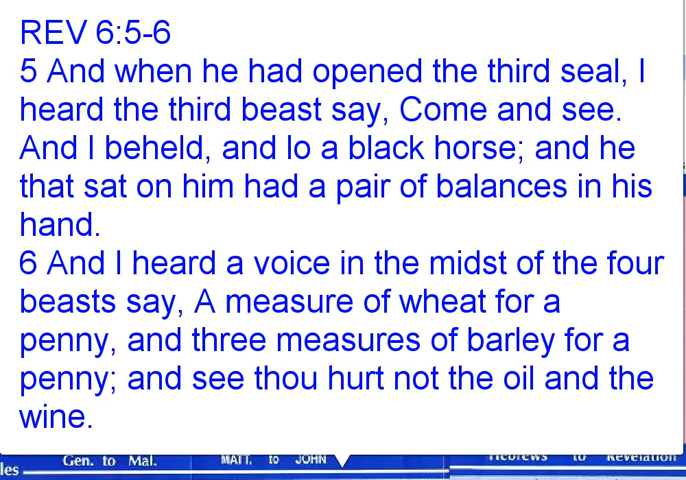 REV 6:5-6
5 And when he had opened the third seal, I
heard the third beast say, Come and see.
And I beheld, and lo a black horse; and he
that sat on him had a pair of balances in his
hand.
6 And I heard a voice in the midst of the four
beasts say, A measure of wheat for a
penny, and three measures of barley for a
penny; and see thou hurt not the oil and the
wine.
les Gen. to Mal. MATT. to JOHN Hebrews to Revelation